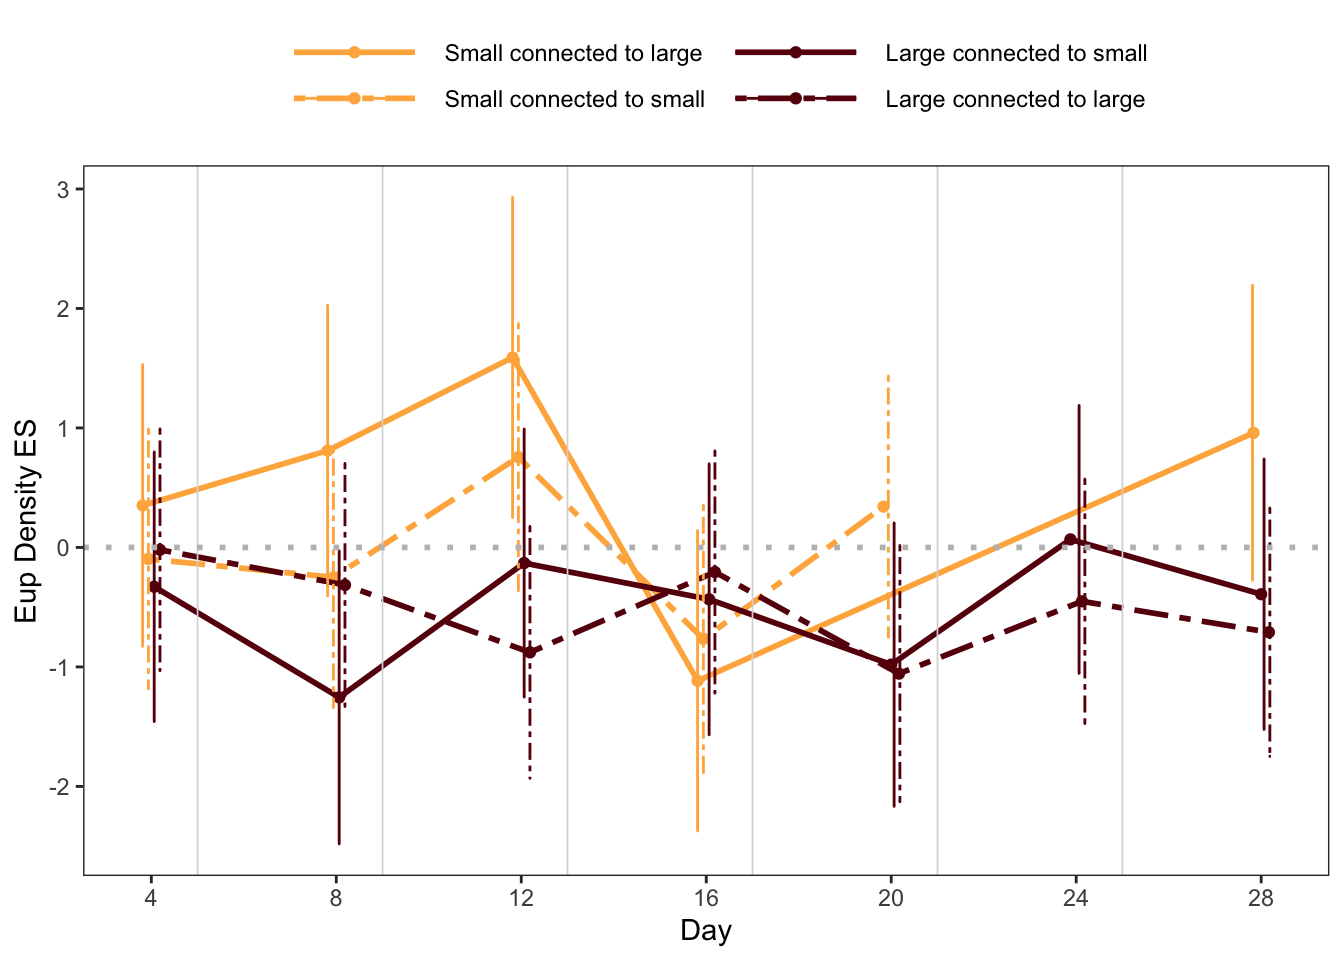 Small connected to large
Large connected to small
Small connected to small
Large connected to large
3
2
1
0
-1
-2
Eup Density ES
4 8 12 16 20 24 28
Day